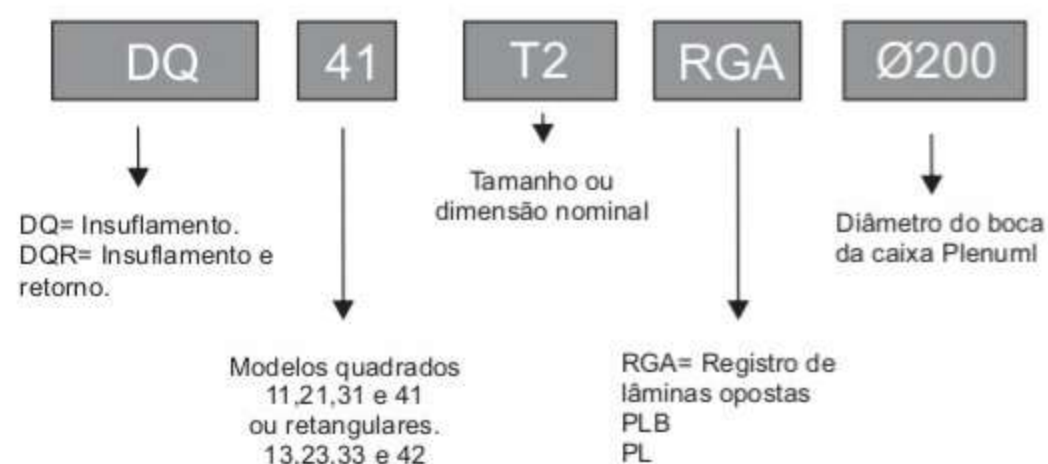 DQ 41 T2 RGA Ø200
DQ= Insuflamento.
DQR= Insuflamento e
retorno.
Modelos quadrados
11,21,31 e 41
ou retangulares.
13,23,33 e 42
Tamanho ou
dimensão nominal
RGA= Registro de
lâminas opostas
PLB
PL
Diâmetro do boca
da caixa Plenuml